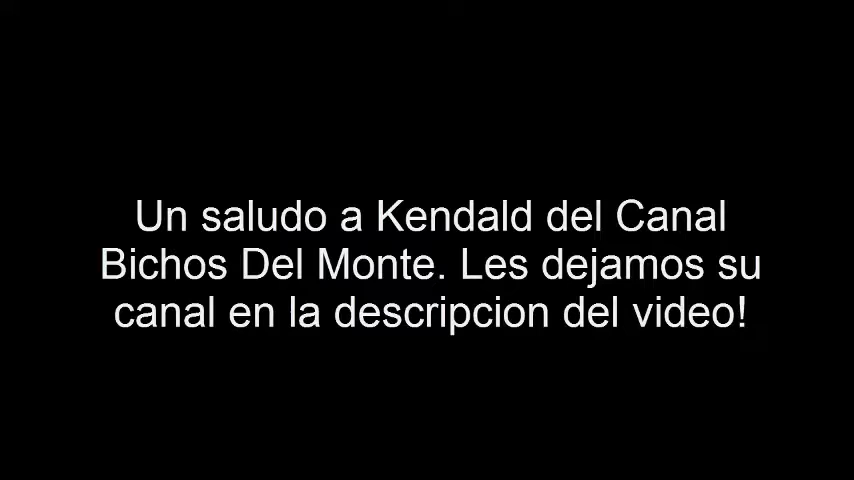 Un saludo a Kendald del Canal
Bichos Del Monte. Les dejamos su
canal en la descripcion del video!